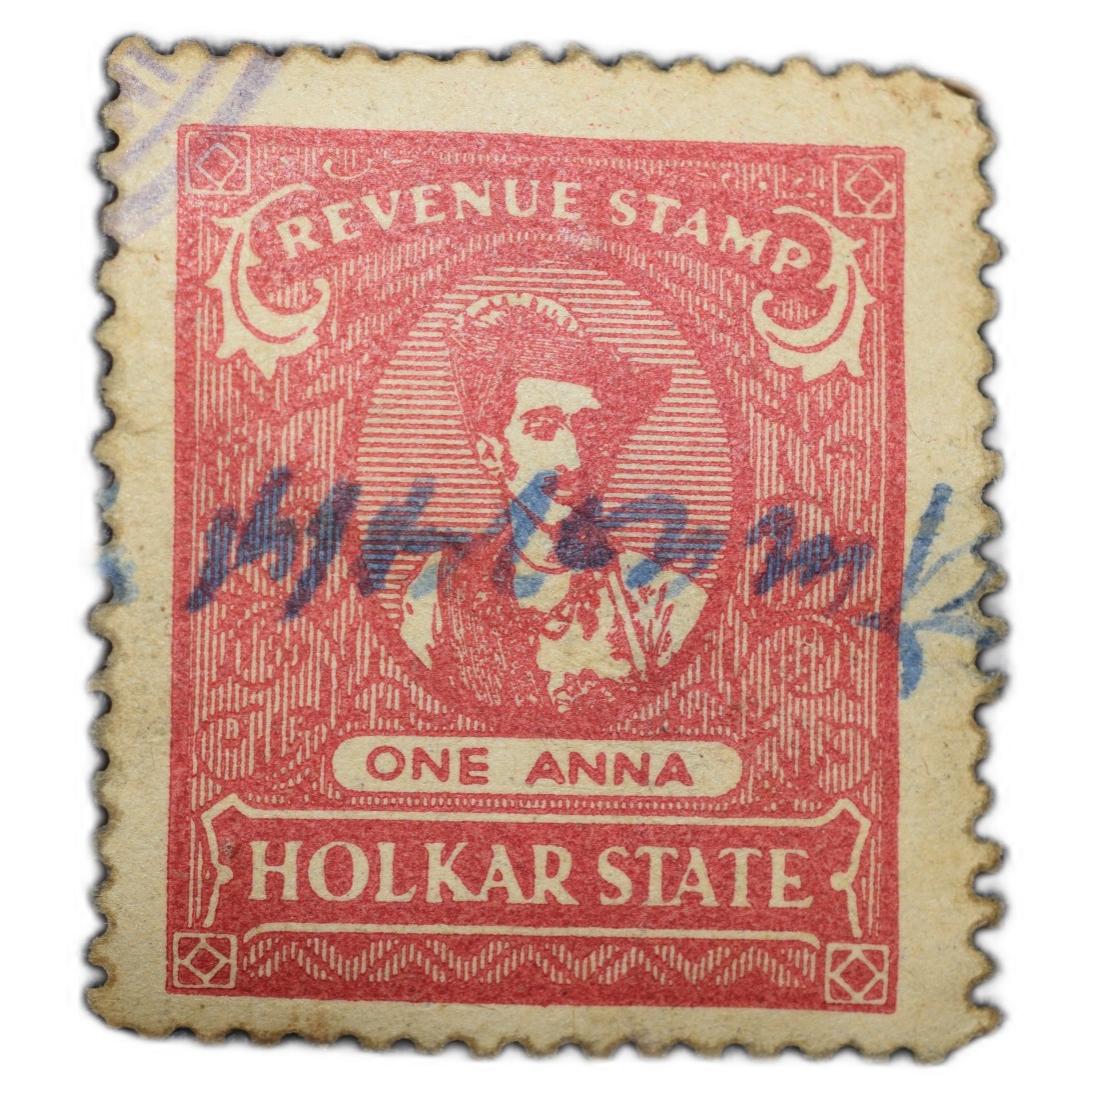 REVENUE STAMP
ONE ANNA
HOLKAR STATE